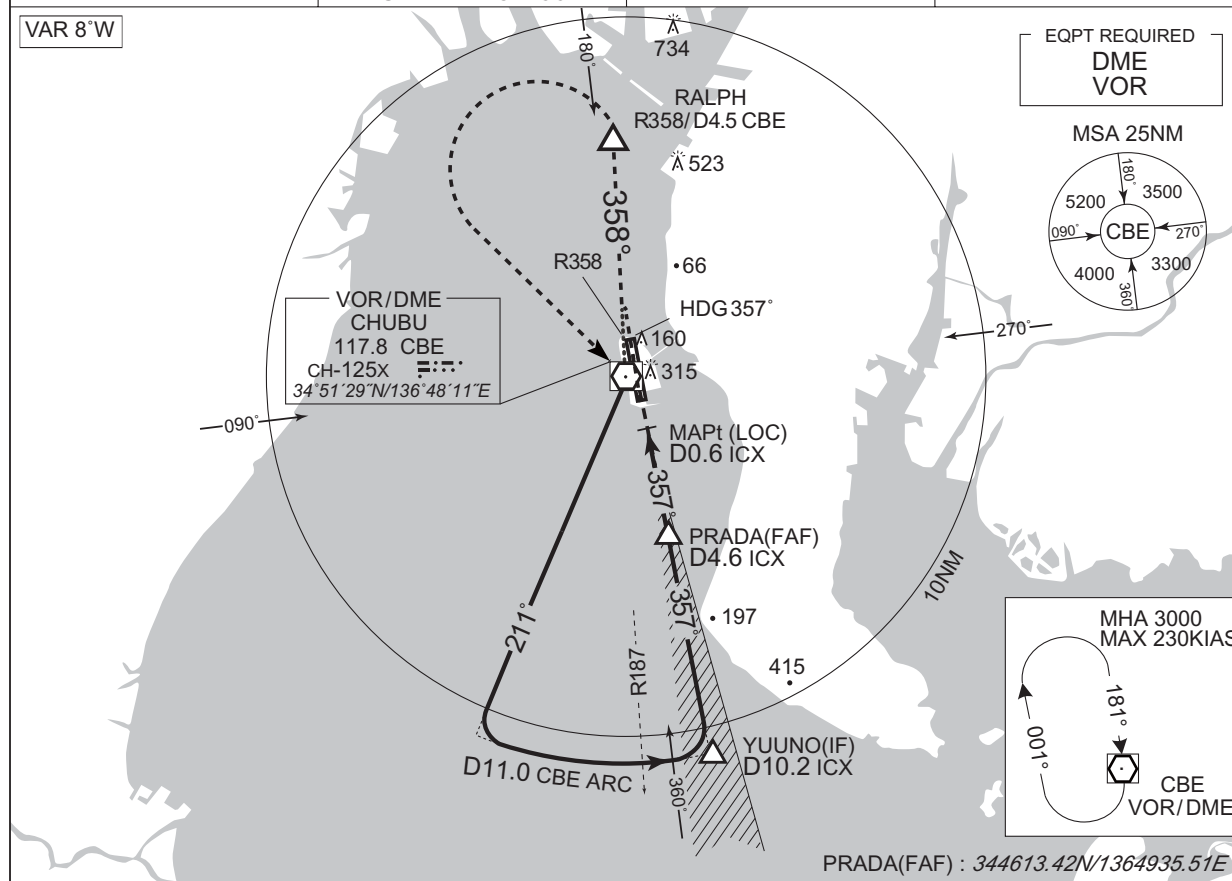 VAR 8°W
180°
734
EQPT REQUIRED
DME
VOR
RALPH
R358/ D4.5 CBE
523
MSA 25NM
180°
5200
3500
090°
CBE
270°
4000
3300
360°
358°
R358
66
HDG 357°
VOR/DME
CHUBU
117.8 CBE
CH-125X
34°51′29″N/136°48′11″E
160
315
270°
090°
MAPt (LOC)
D0.6 ICX
357°
PRADA(FAF)
D4.6 ICX
357°
10NM
197
211°
R187
415
MHA 3000
MAX 230KIAS
181°
001°
CBE
VOR/DME
YUUNO(IF)
D10.2 ICX
D11.0 CBE ARC
360°
PRADA(FAF) : 344613.42N/1364935.51E